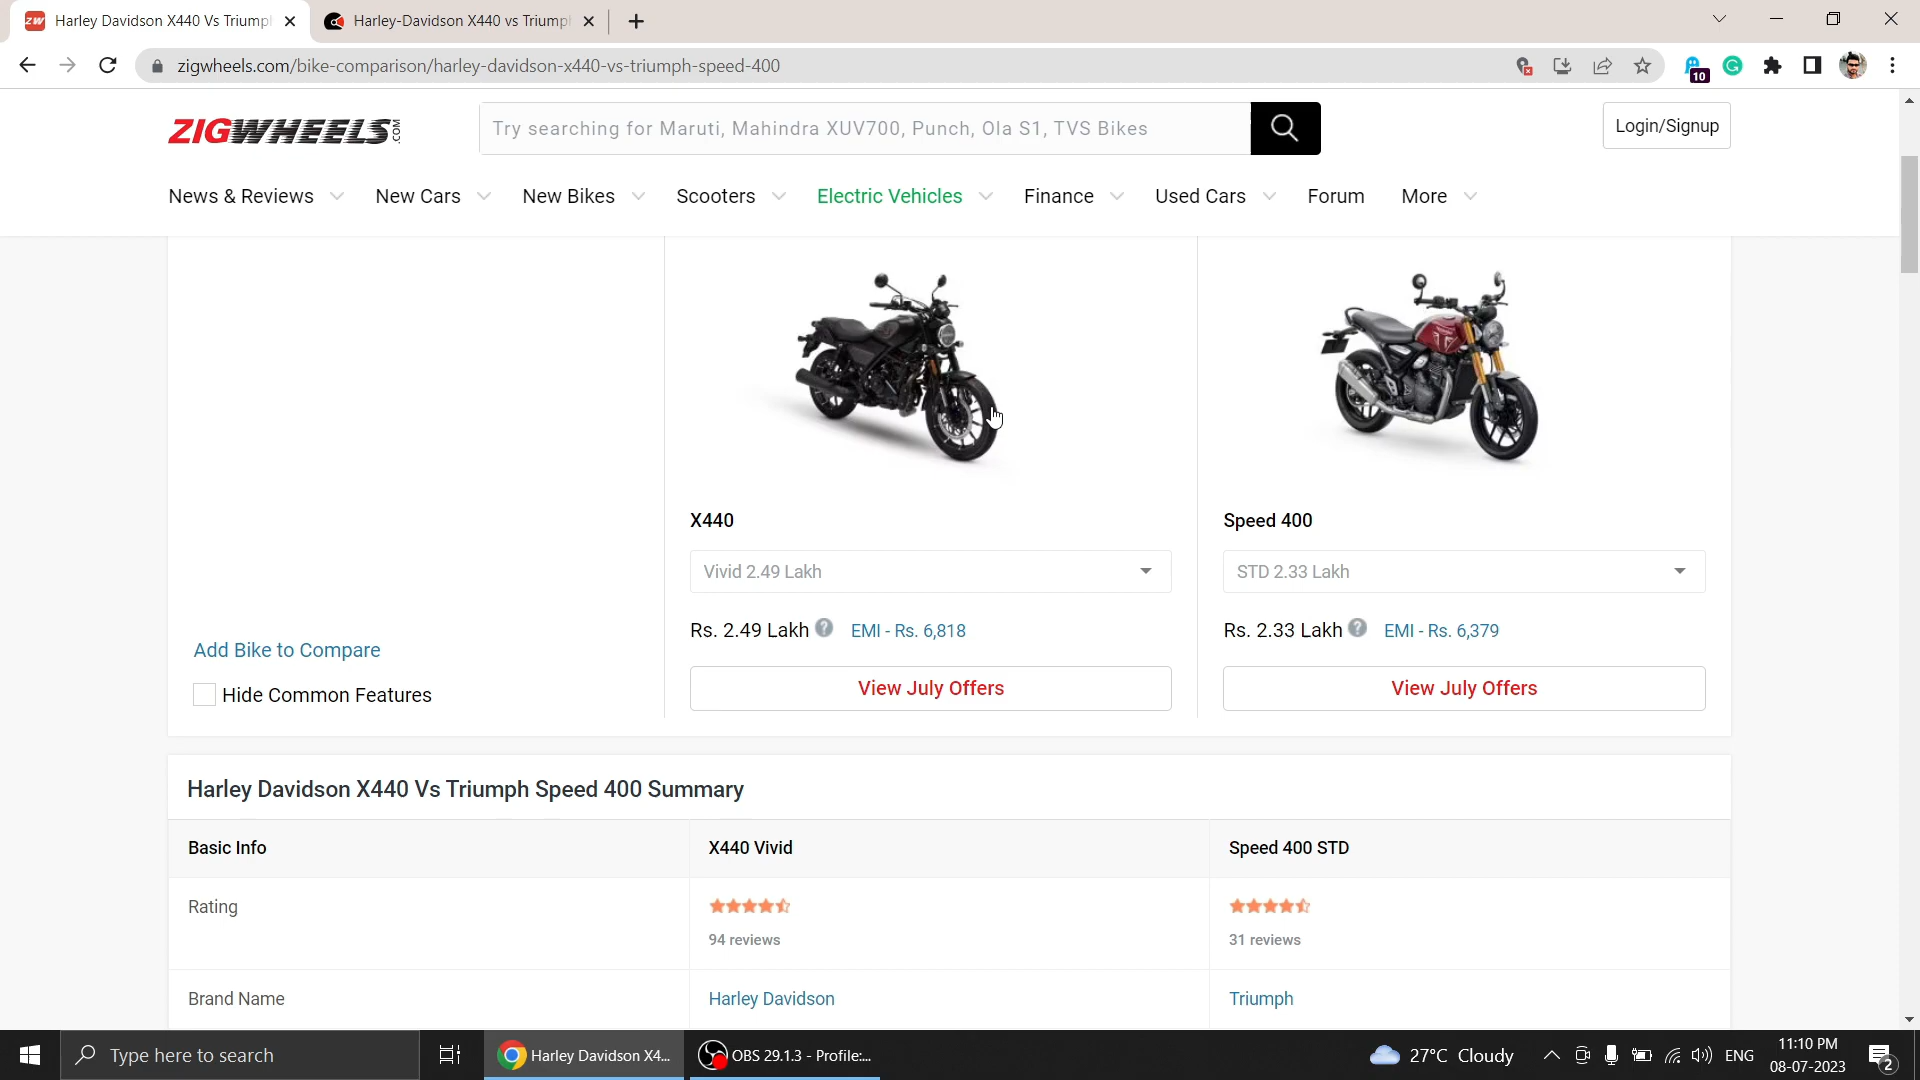 Harley Davidson X440 Vs Triumph
Harley-Davidson X440 vs Triump
zigwheels.com/bike-comparison/harley-davidson-x440-vs-triumph-speed-400
10
ZIGWHEELS.COM
Try searching for Maruti, Mahindra XUV700, Punch, Ola S1, TVS Bikes
Login/Signup
News & Reviews New Cars New Bikes Scooters Electric Vehicles Finance Used Cars Forum More
X440 Speed 400
Vivid 2.49 Lakh STD 2.33 Lakh
Rs. 2.49 Lakh ? EMI - Rs. 6,818 Rs. 2.33 Lakh ? EMI - Rs. 6,379
Add Bike to Compare
View July Offers View July Offers
Hide Common Features
Harley Davidson X440 Vs Triumph Speed 400 Summary
Basic Info X440 Vivid Speed 400 STD
Rating
94 reviews 31 reviews
Brand Name Harley Davidson Triumph
Type here to search
Harley Davidson X4...
OBS 29.1.3 - Profile:...
27°C Cloudy
ENG
11:10 PM
08-07-2023
2